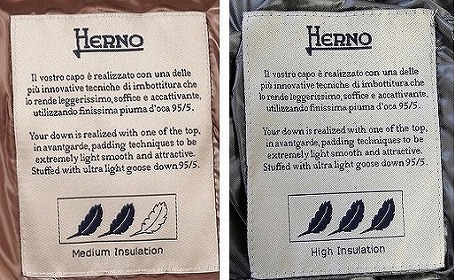 HERNO
Il vostro capo è realizzato con una delle
più innovative tecniche di imbottitura che
lo rende leggerissimo, soffice e accattivante,
utilizzando finissima piuma d'oca 95/5.
Your down is realized with one of the top,
in avantgarde, padding techniques to be
extremely light smooth and attractive.
Stuffed with ultra light goose down 95/5.
Medium Insulation
HERNO
Il vostro capo è realizzato con una delle
più innovative tecniche di imbottitura che
lo rende leggerissimo, soffice e accattivante,
utilizzando finissima piuma d'oca 95/5.
Your down is realized with one of the top,
in avantgarde, padding techniques to be
extremely light smooth and attractive.
Stuffed with ultra light goose down 95/5.
High Insulation